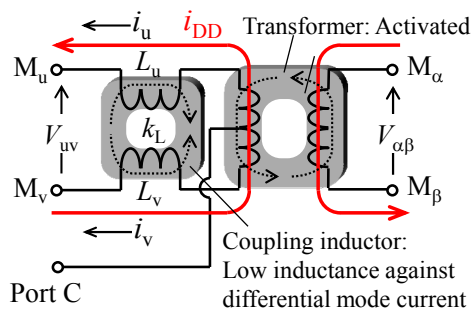 i_u
i_DD
Transformer: Activated
M_u
L_u
M_α
V_uv
k_L
V_αβ
M_v
L_v
M_β
i_v
Coupling inductor:
Low inductance against
differential mode current
Port C